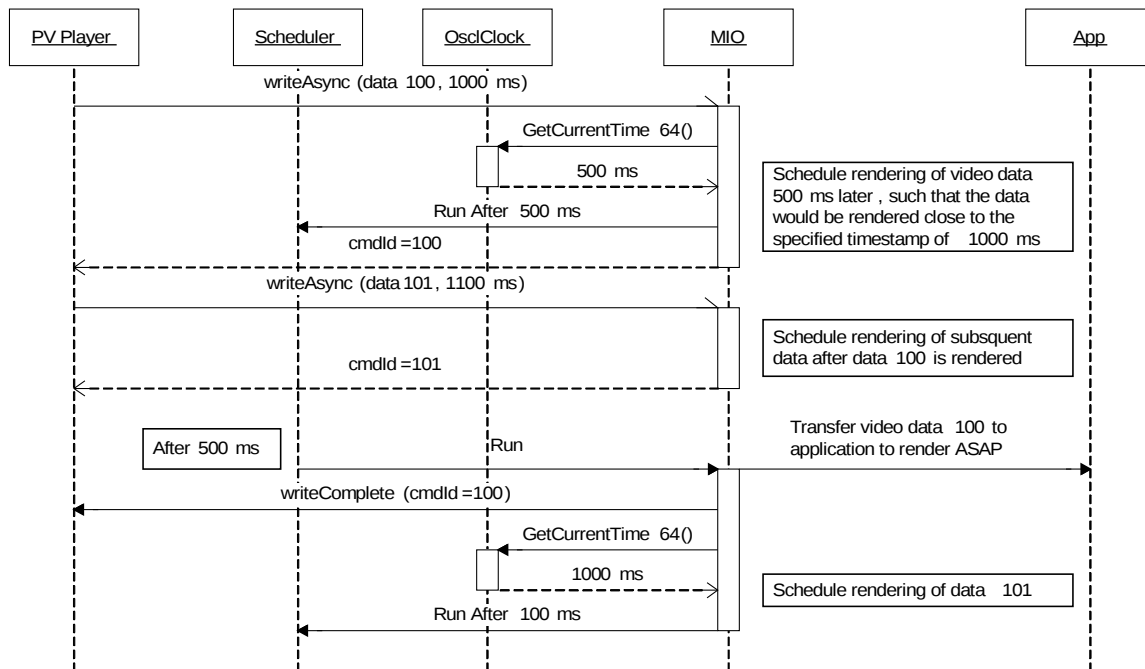 PV Player
Scheduler
OsclClock
MIO
App
writeAsync (data 100, 1000 ms)
GetCurrentTime 64()
500 ms
Schedule rendering of video data
500 ms later , such that the data
would be rendered close to the
specified timestamp of 1000 ms
Run After 500 ms
cmdId =100
writeAsync (data 101, 1100 ms)
Schedule rendering of subsquent
data after data 100 is rendered
cmdId =101
After 500 ms
Run
Transfer video data 100 to
application to render ASAP
writeComplete (cmdId =100)
GetCurrentTime 64()
1000 ms
Schedule rendering of data 101
Run After 100 ms